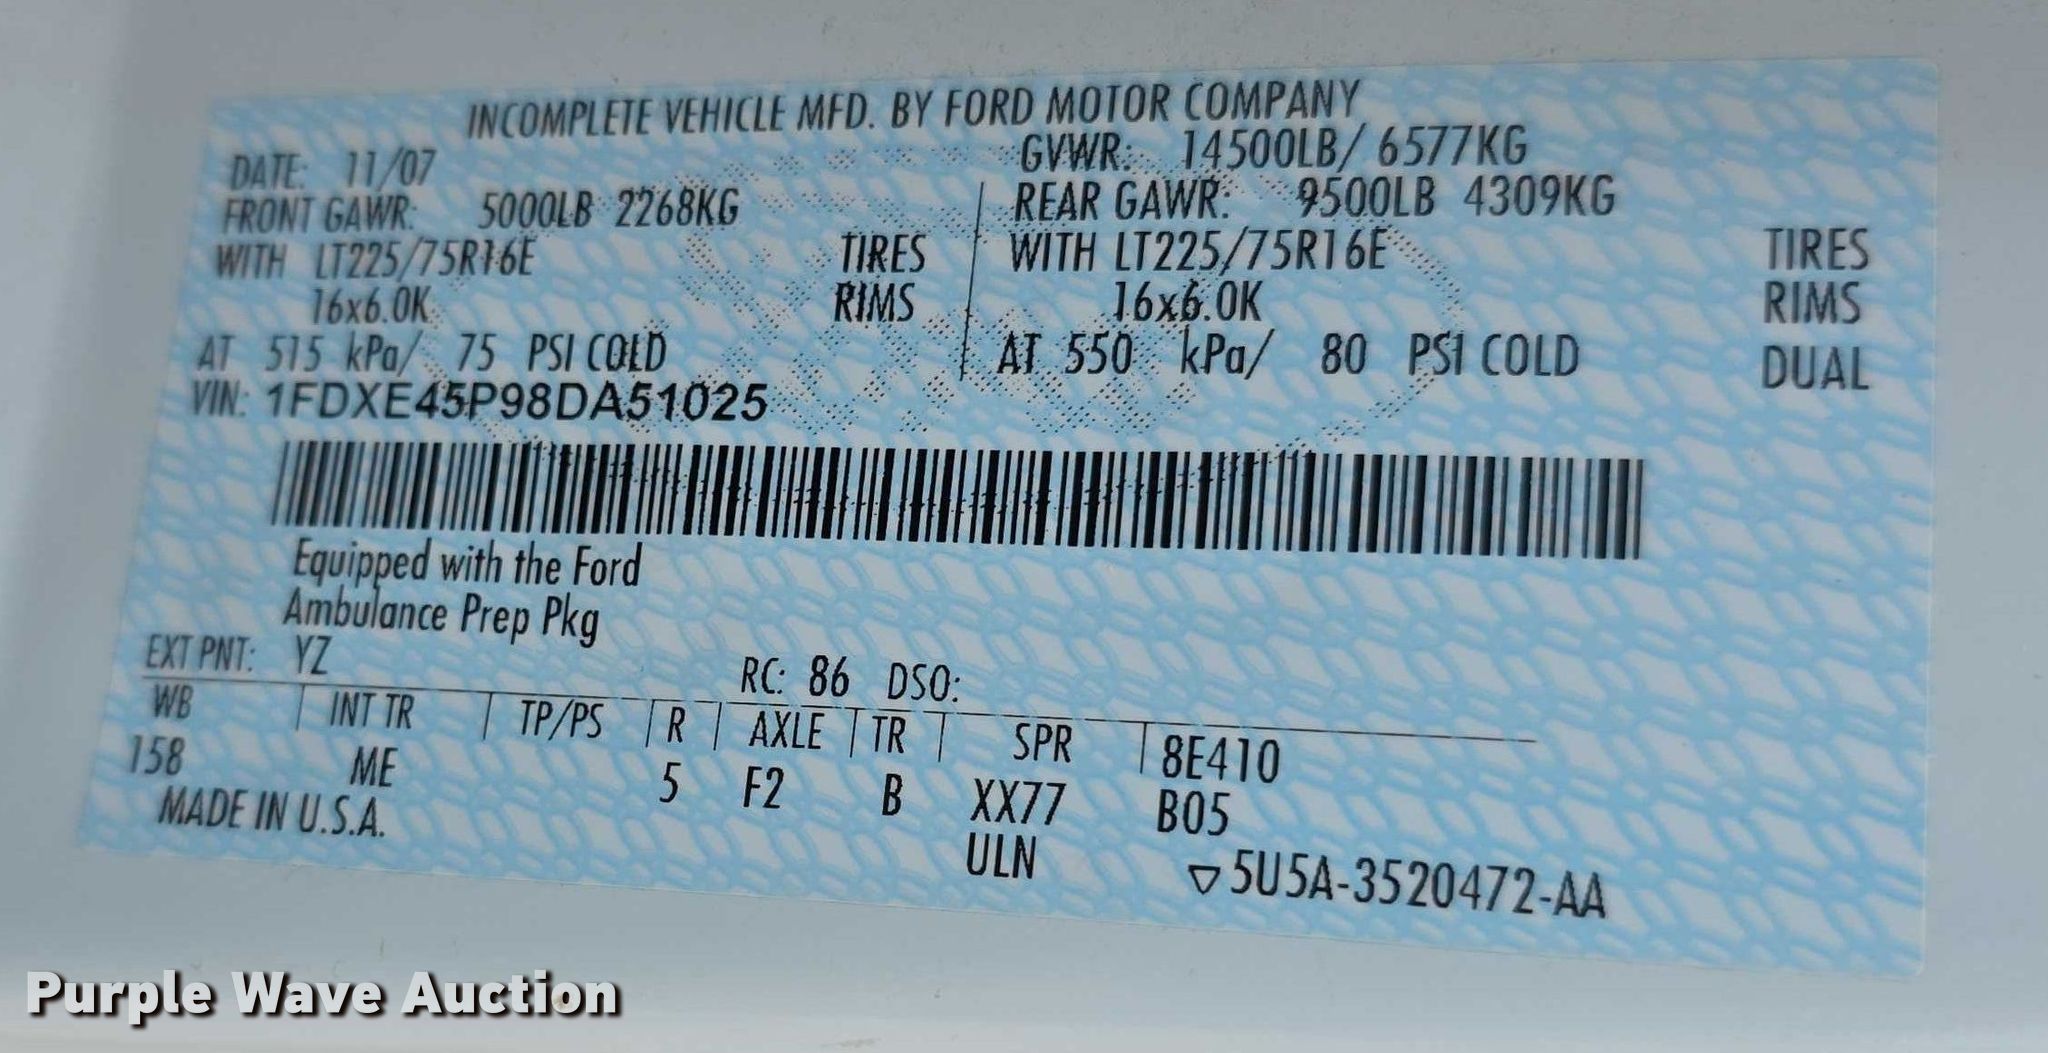 INCOMPLETE VEHICLE MFD. BY FORD MOTOR COMPANY
DATE: 11/07 GVWR: 14500LB/ 6577KG
FRONT GAWR: 5000LB 2268KG REAR GAWR: 9500LB 4309KG
WITH LT225/75R16E TIRES WITH LT225/75R16E TIRES
16x6.0K RIMS 16x6.0K RIMS
AT 515 kPa/ 75 PSI COLD AT 550 kPa/ 80 PSI COLD DUAL
VIN: 1FDXE45P98DA51025
Equipped with the Ford
Ambulance Prep Pkg
EXT PNT: YZ RC: 86 DSO:
WB INT TR TP/PS R AXLE TR SPR 8E410
158 ME 5 F2 B XX77 B05
MADE IN U.S.A. ULN ▽5U5A-3520472-AA
Purple Wave Auction